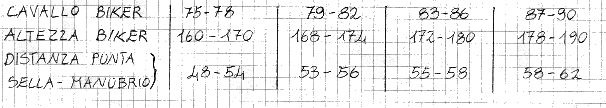 CAVALLO BIKER 75-78 79-82 83-86 87-90
ALTEZZA BIKER 160-170 168-174 172-180 178-190
DISTANZA PUNTA
SELLA-MANUBRIO 48-54 53-56 55-58 58-62